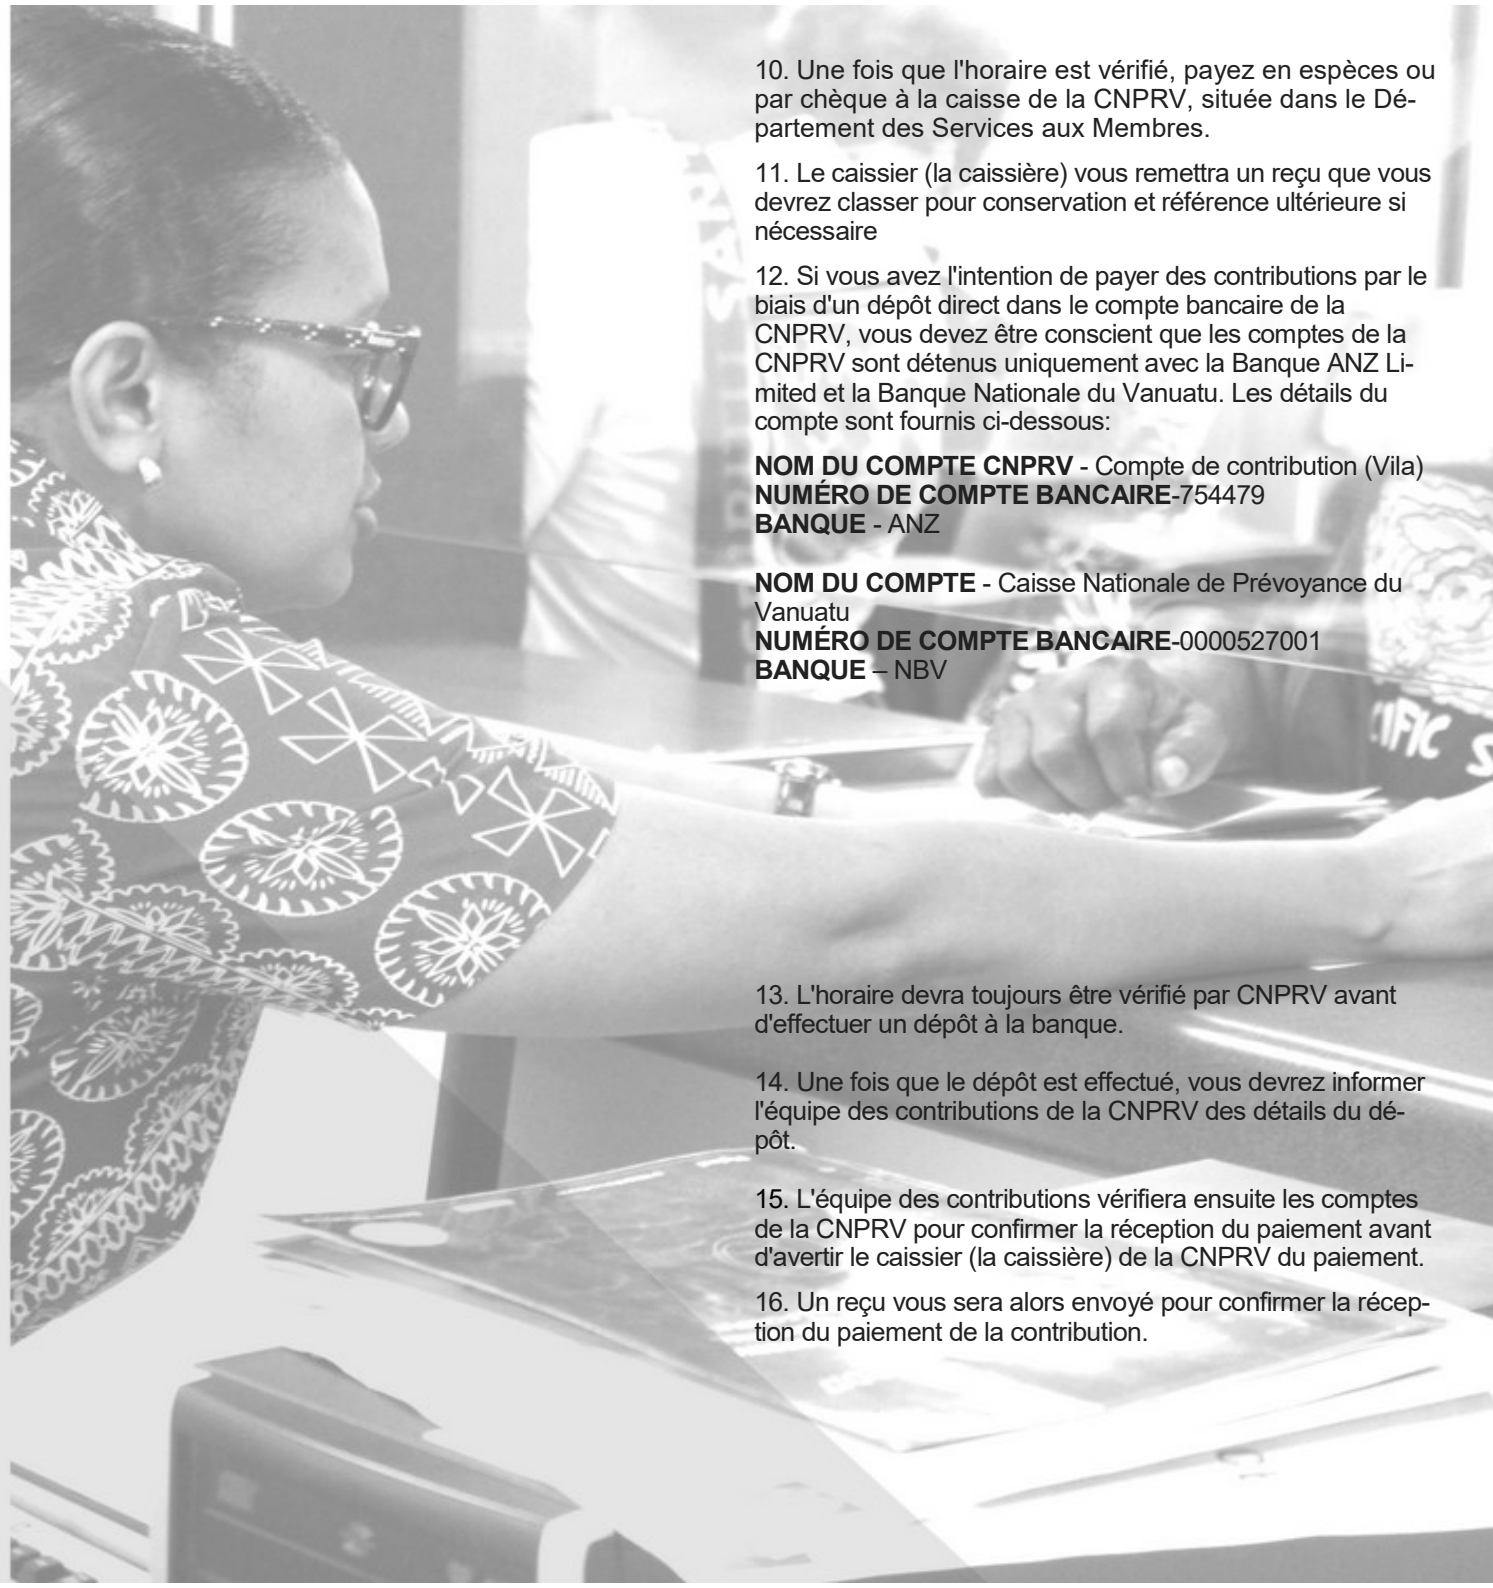 10. Une fois que l'horaire est vérifié, payez en espèces ou
par chèque à la caisse de la CNPRV, située dans le Dé-
partement des Services aux Membres.
11. Le caissier (la caissière) vous remettra un reçu que vous
devrez classer pour conservation et référence ultérieure si
nécessaire
12. Si vous avez l'intention de payer des contributions par le
biais d'un dépôt direct dans le compte bancaire de la
CNPRV, vous devez être conscient que les comptes de la
CNPRV sont détenus uniquement avec la Banque ANZ Li-
mited et la Banque Nationale du Vanuatu. Les détails du
compte sont fournis ci-dessous:
NOM DU COMPTE CNPRV - Compte de contribution (Vila)
NUMÉRO DE COMPTE BANCAIRE-754479
BANQUE - ANZ
NOM DU COMPTE - Caisse Nationale de Prévoyance du
Vanuatu
NUMÉRO DE COMPTE BANCAIRE-0000527001
BANQUE – NBV
CIFIC S
13. L'horaire devra toujours être vérifié par CNPRV avant
d'effectuer un dépôt à la banque.
14. Une fois que le dépôt est effectué, vous devrez informer
l'équipe des contributions de la CNPRV des détails du dé-
pôt.
15. L'équipe des contributions vérifiera ensuite les comptes
de la CNPRV pour confirmer la réception du paiement avant
d'avertir le caissier (la caissière) de la CNPRV du paiement.
16. Un reçu vous sera alors envoyé pour confirmer la récep-
tion du paiement de la contribution.